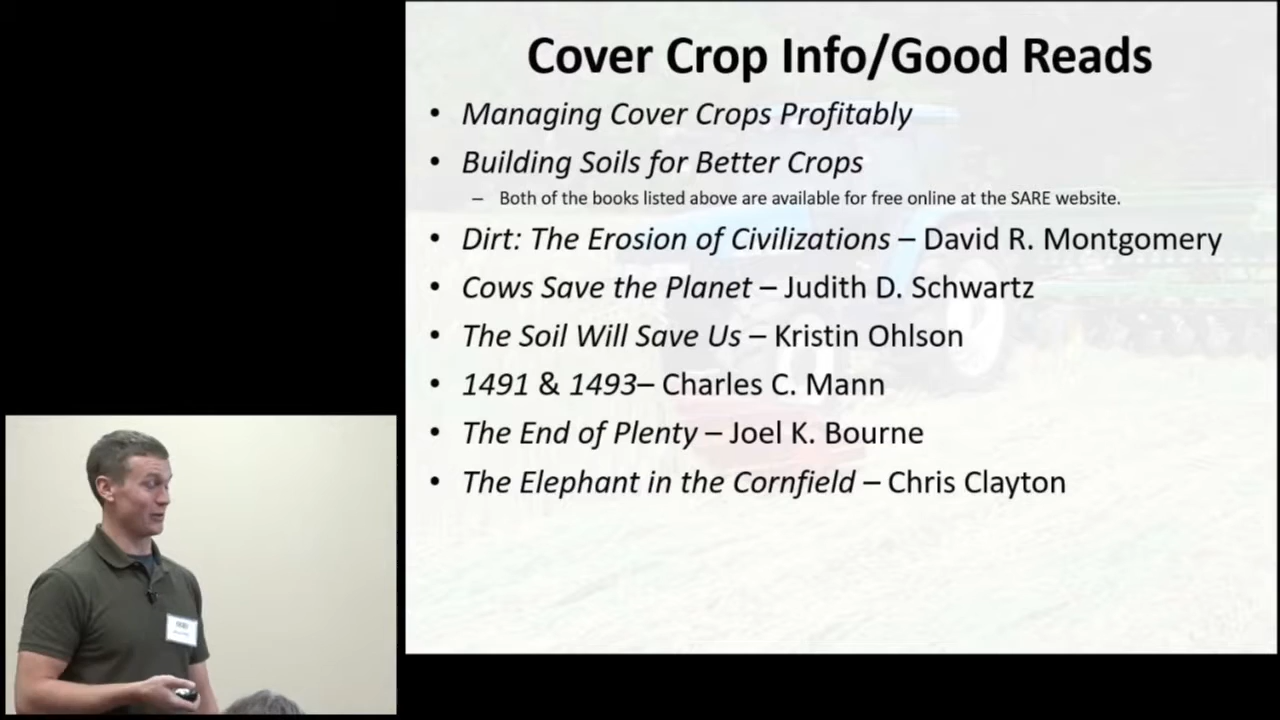 Cover Crop Info/Good Reads
• Managing Cover Crops Profitably
• Building Soils for Better Crops
– Both of the books listed above are available for free online at the SARE website.
• Dirt: The Erosion of Civilizations – David R. Montgomery
• Cows Save the Planet – Judith D. Schwartz
• The Soil Will Save Us – Kristin Ohlson
• 1491 & 1493– Charles C. Mann
• The End of Plenty – Joel K. Bourne
• The Elephant in the Cornfield – Chris Clayton